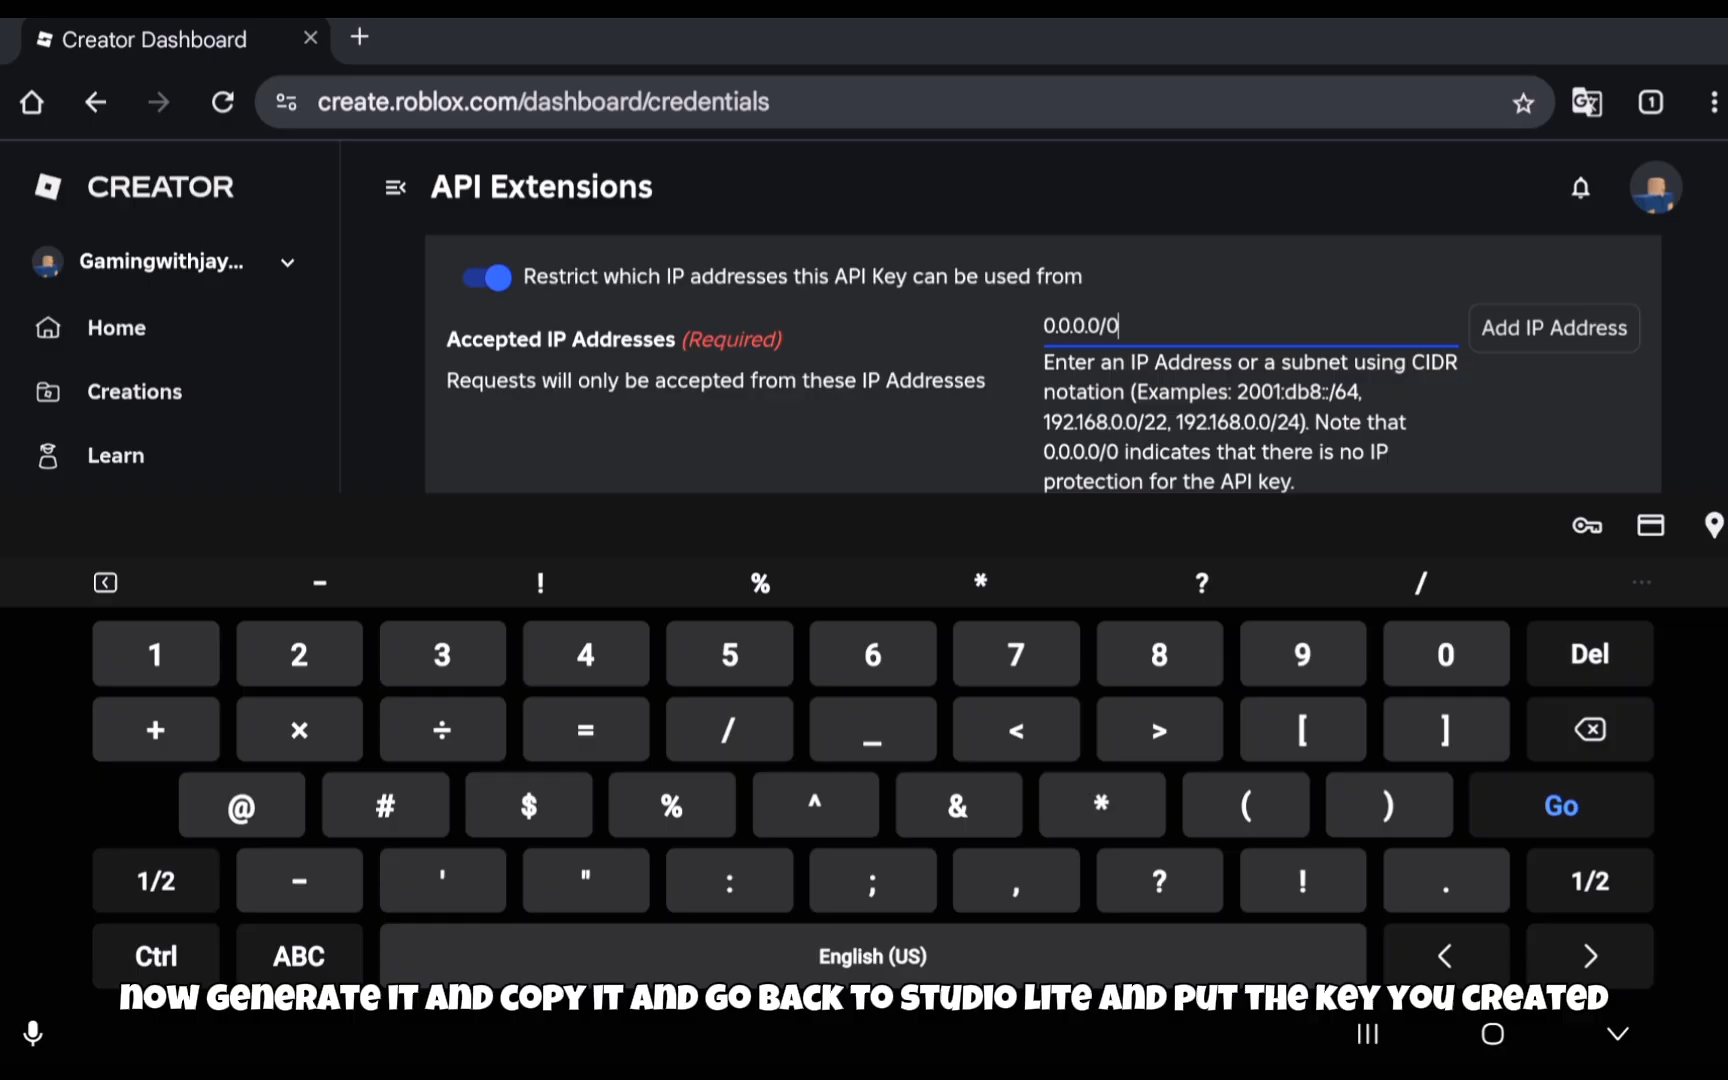 Creator Dashboard
create.roblox.com/dashboard/credentials
1
CREATOR
API Extensions
Gamingwithjay...
Home
Creations
Learn
Restrict which IP addresses this API Key can be used from
Accepted IP Addresses (Required)
Requests will only be accepted from these IP Addresses
0.0.0.0/0
Add IP Address
Enter an IP Address or a subnet using CIDR
notation (Examples: 2001:db8::/64,
192.168.0.0/22, 192.168.0.0/24). Note that
0.0.0.0/0 indicates that there is no IP
protection for the API key.
- ! % * ? /
1 2 3 4 5 6 7 8 9 0 Del
+ × ÷ = / _ < > [ ]
@ # $ % ^ & * ( ) Go
1/2 - ' " : ; , ? ! . 1/2
Ctrl ABC English (US) < >
now generate it and copy it and go back to studio lite and put the key you created